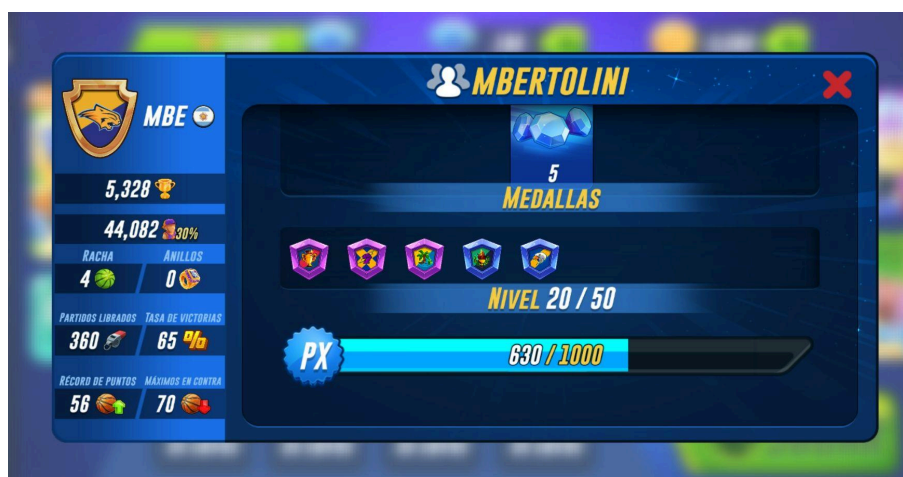 MBERTOLINI
MBE
5,328
44,082 30%
RACHA ANILLOS
4 0
PARTIDOS LIBRADOS TASA DE VICTORIAS
360 65 %
RÉCORD DE PUNTOS MÁXIMOS EN CONTRA
56 70
5
MEDALLAS
NIVEL 20 / 50
PX 630 / 1000